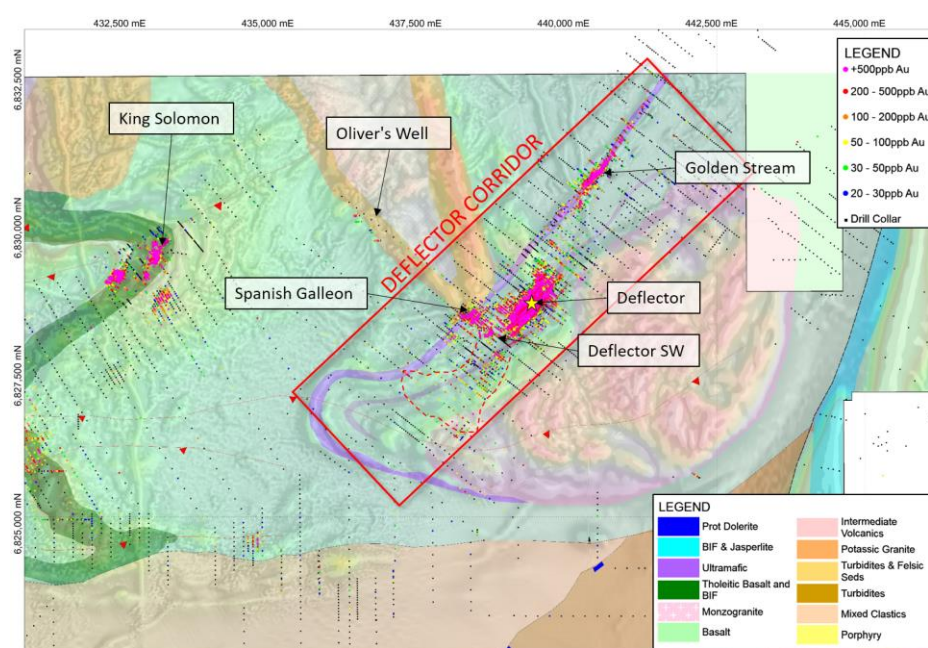 432,500 mE
435,000 mE
437,500 mE
440,000 mE
442,500 mE
445,000 mE
6,832,500 mN
6,830,000 mN
6,827,500 mN
6,825,000 mN
LEGEND
+500ppb Au
200 - 500ppb Au
100 - 200ppb Au
50 - 100ppb Au
30 - 50ppb Au
20 - 30ppb Au
Drill Collar
King Solomon
Oliver's Well
DEFLECTOR CORRIDOR
Golden Stream
Spanish Galleon
Deflector
Deflector SW
LEGEND
Prot Dolerite
BIF & Jasperlite
Ultramafic
Tholeitic Basalt and
BIF
Monzogranite
Basalt
Intermediate
Volcanics
Potassic Granite
Turbidites & Felsic
Seds
Turbidites
Mixed Clastics
Porphyry